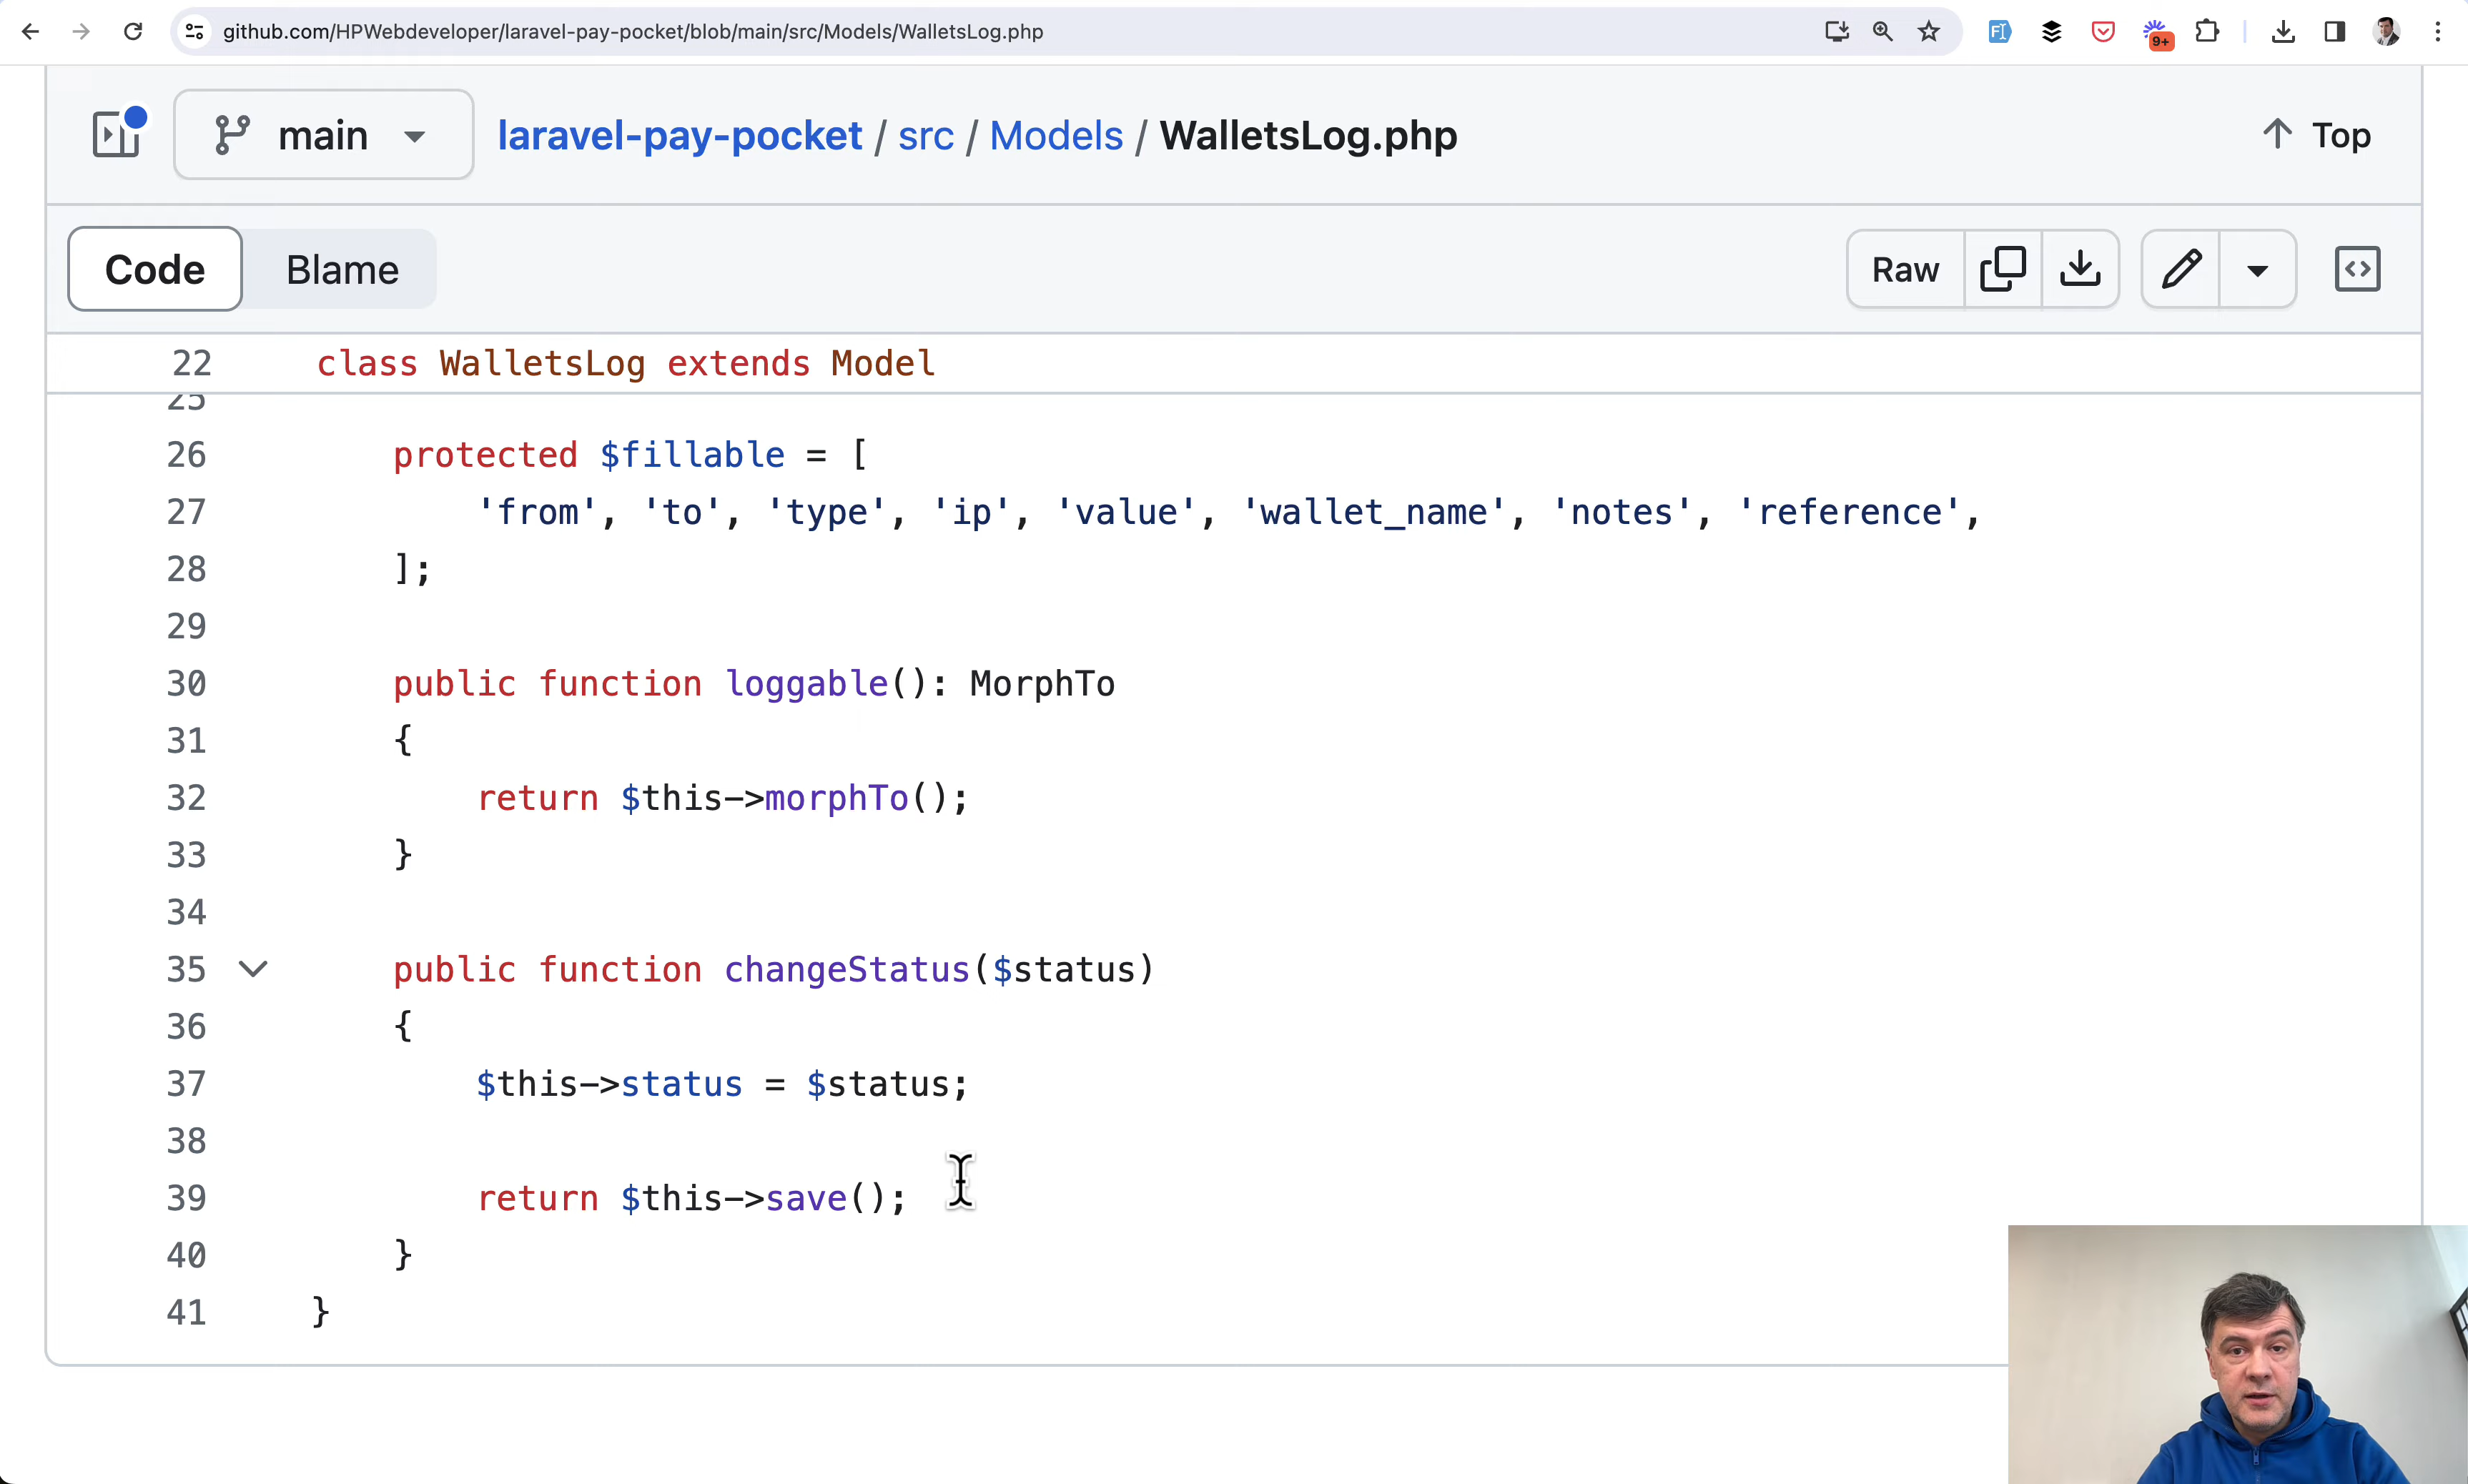 github.com/HPWebdeveloper/laravel-pay-pocket/blob/main/src/Models/WalletsLog.php
9+
main
laravel-pay-pocket / src / Models / WalletsLog.php
Top
Code
Blame
Raw
22 class WalletsLog extends Model
25
26 protected $fillable = [
27 'from', 'to', 'type', 'ip', 'value', 'wallet_name', 'notes', 'reference',
28 ];
29
30 public function loggable(): MorphTo
31 {
32 return $this->morphTo();
33 }
34
35 public function changeStatus($status)
36 {
37 $this->status = $status;
38
39 return $this->save();
40 }
41 }